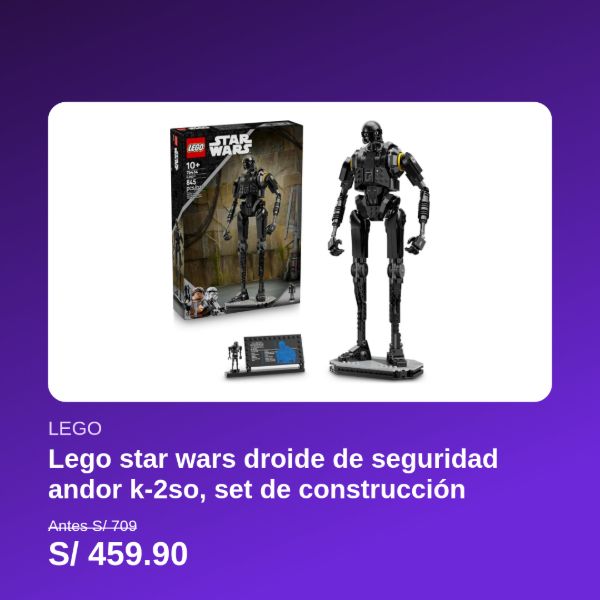 LEGO
STAR
WARS
10+
845
LEGO
Lego star wars droide de seguridad
andor k-2so, set de construcción
Antes S/ 709
S/ 459.90